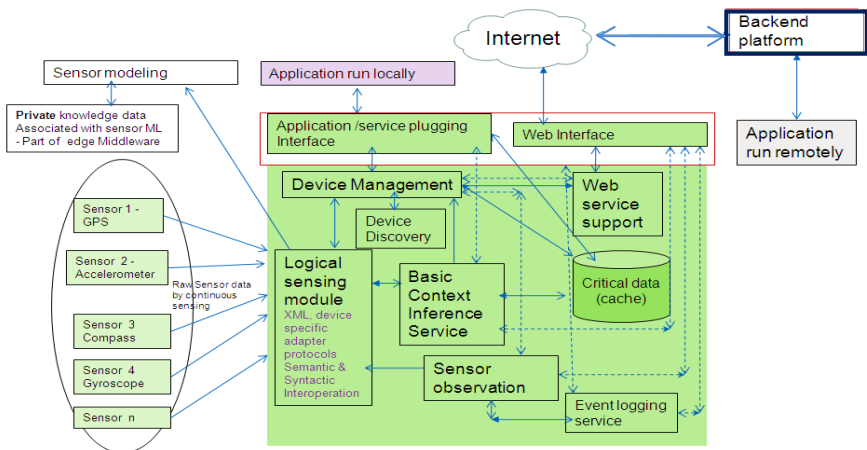 Internet
Backend
platform
Sensor modeling
Application run locally
Private knowledge data
Associated with sensor ML
- Part of  edge Middleware
Application /service plugging
Interface
Web Interface
Application
run remotely
Device Management
Web
service
support
Device
Discovery
Sensor 1 -
GPS
Sensor 2 -
Accelerometer
Raw Sensor data
by continuous
sensing
Sensor 3
Compass
Sensor 4
Gyroscope
Sensor  n
Logical
sensing
module
XML, device
specific
adapter
protocols
Semantic &
Syntactic
Interoperation
Basic
Context
Inference
Service
Critical data
(cache)
Sensor
observation
Event logging
service